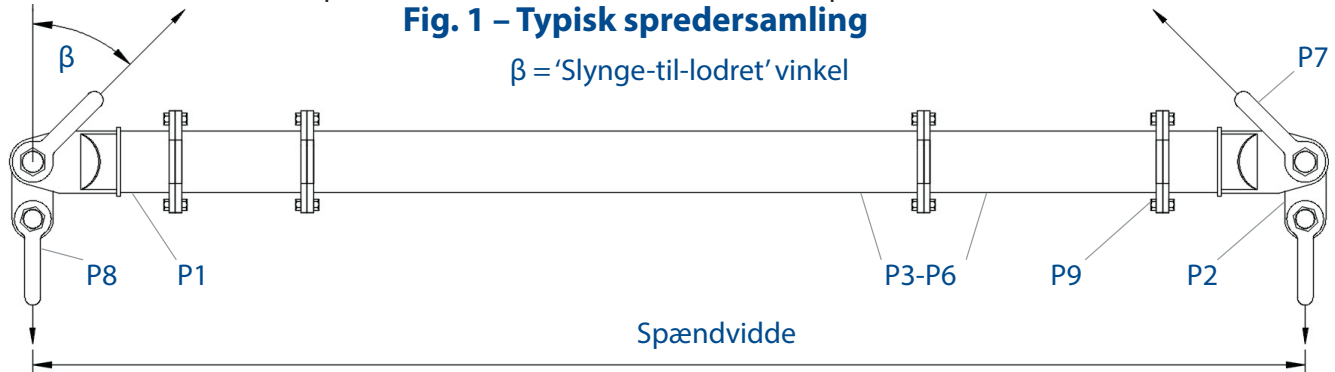 Fig. 1 – Typisk spredersamling
β = 'Slynge-til-lodret' vinkel
β
P7
P8
P1
P3-P6
P9
P2
Spændvidde